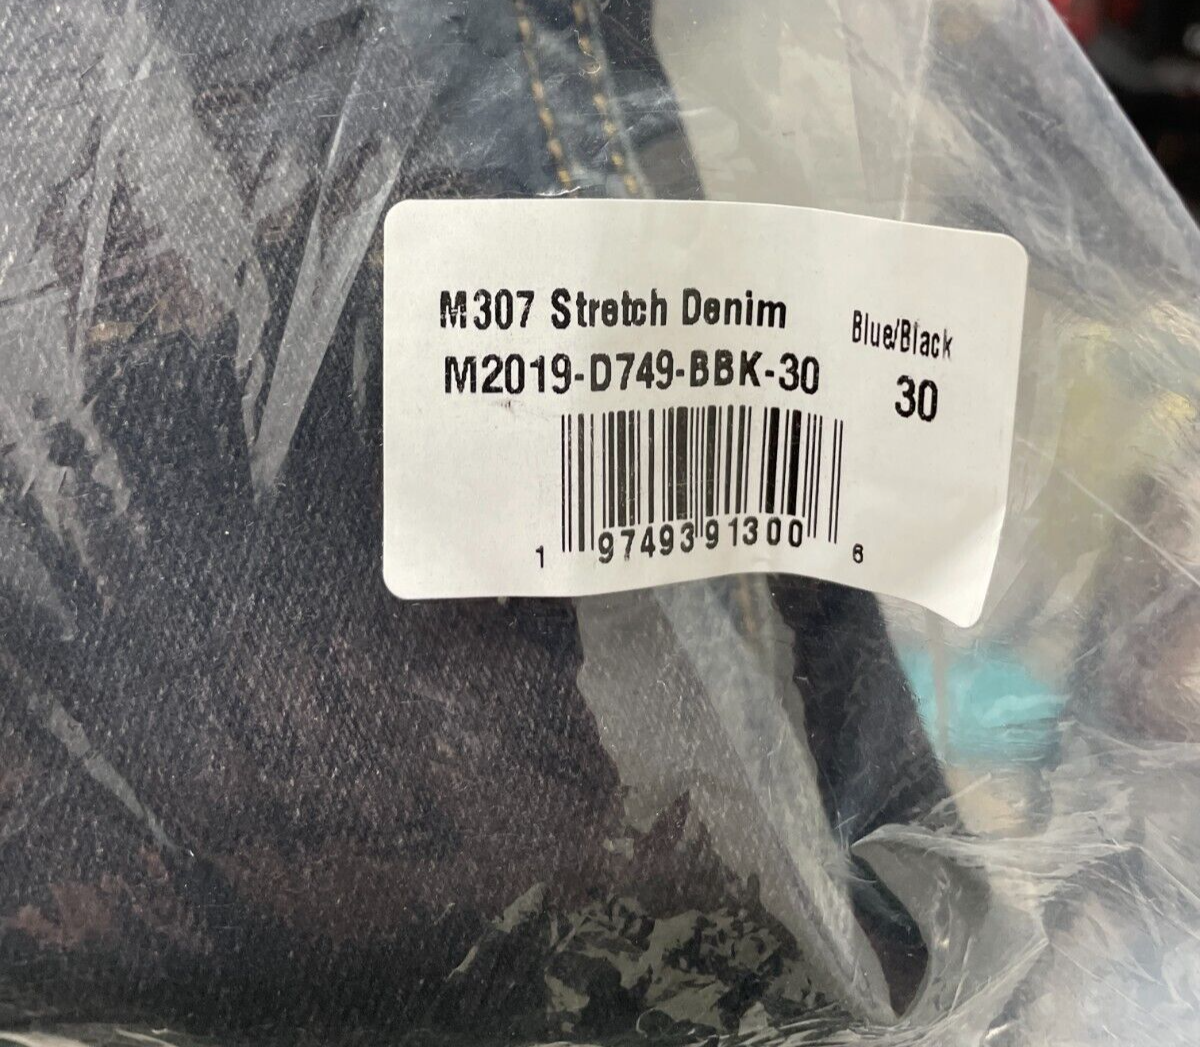 M307 Stretch Denim
Blue/Black
M2019-D749-BBK-30
30
1 97493 91300 6